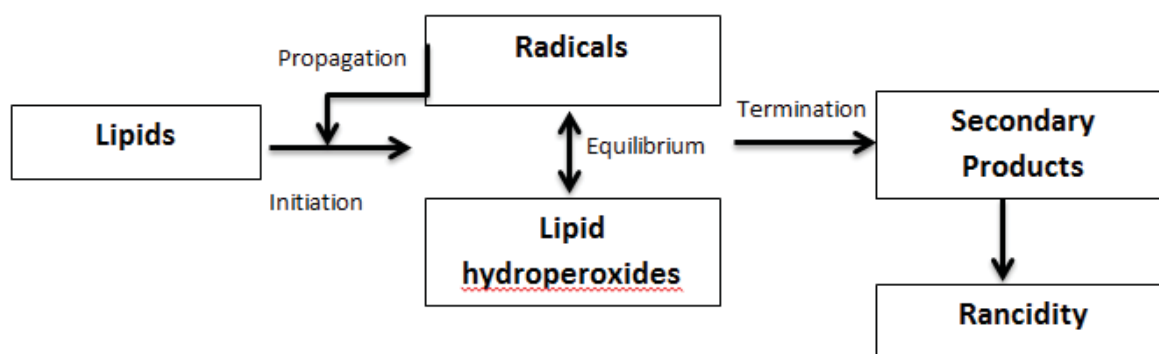 Propagation
Radicals
Lipids
Initiation
Equilibrium
Lipid
hydroperoxides
Termination
Secondary
Products
Rancidity